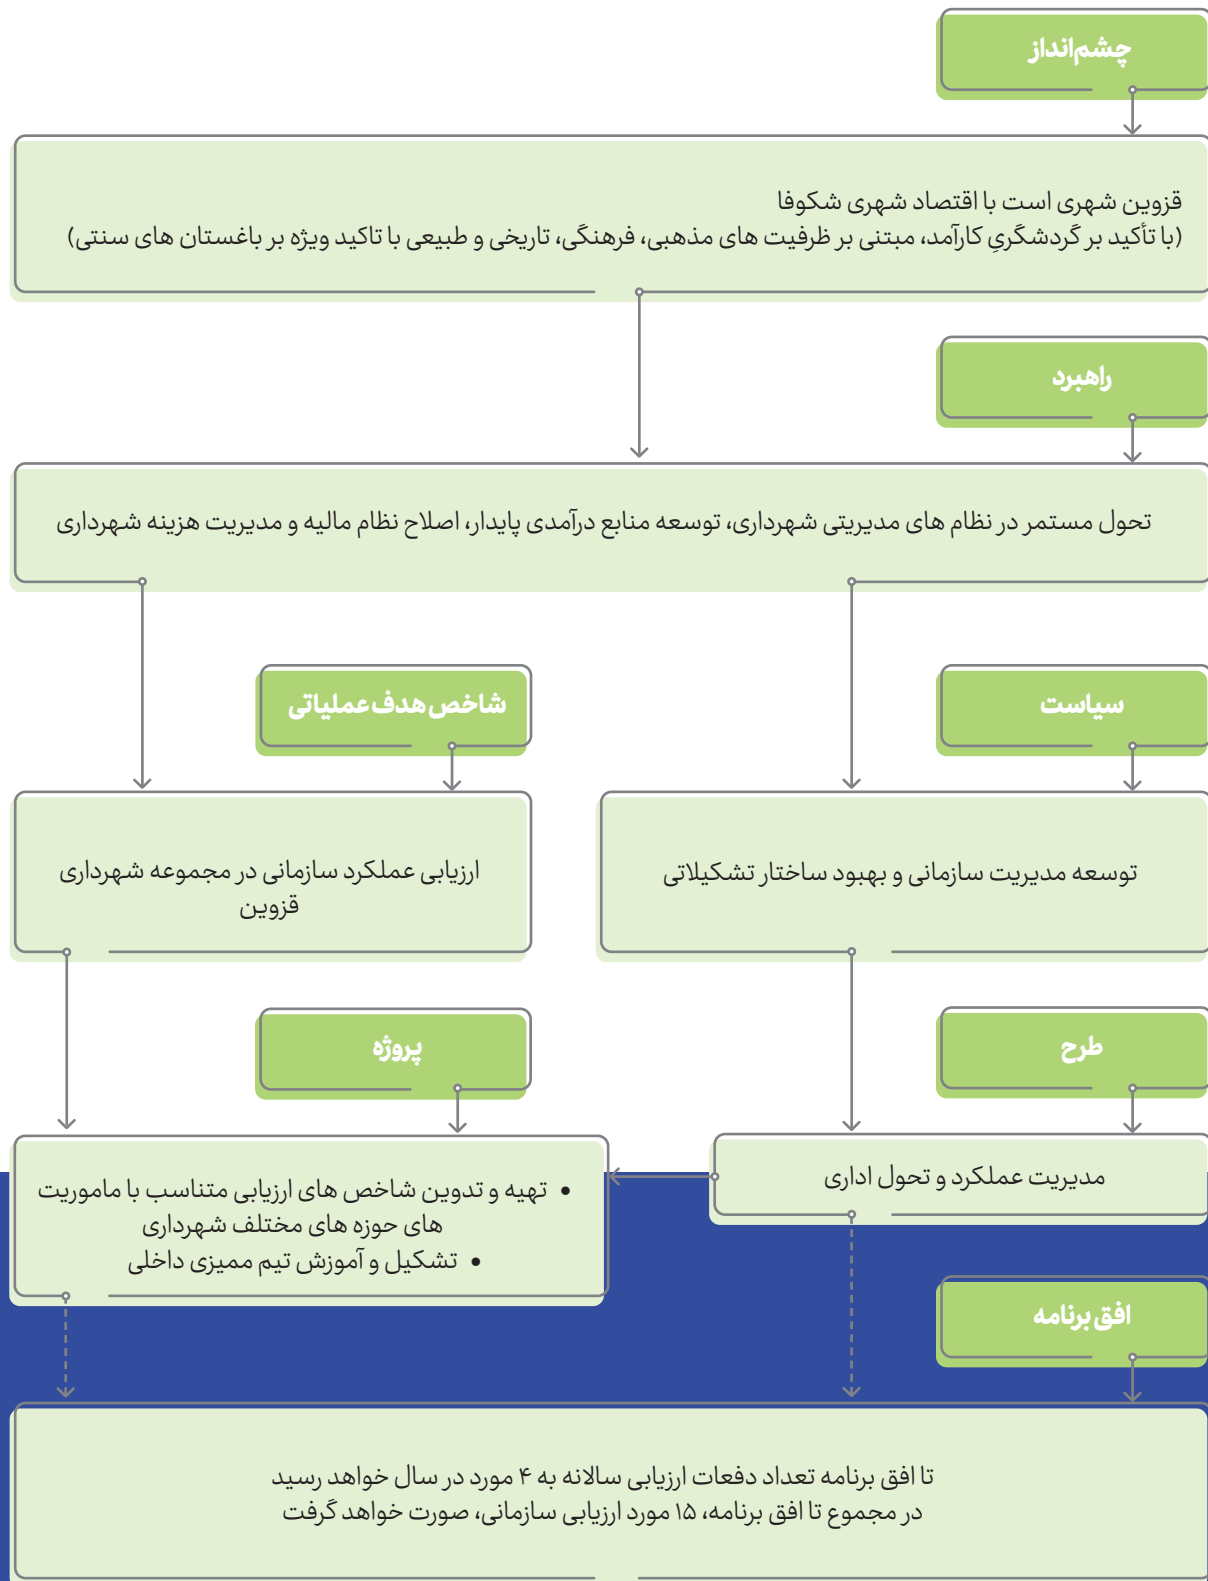 چشم‌انداز
قزوین شهری است با اقتصاد شهری شکوفا
(با تأکید بر گردشگریِ کارآمد، مبتنی بر ظرفیت های مذهبی، فرهنگی، تاریخی و طبیعی با تاکید ویژه بر باغستان های سنتی)
راهبرد
تحول مستمر در نظام های مدیریتی شهرداری، توسعه منابع درآمدی پایدار، اصلاح نظام مالیه و مدیریت هزینه شهرداری
سیاست
توسعه مدیریت سازمانی و بهبود ساختار تشکیلاتی
شاخص هدف عملیاتی
ارزیابی عملکرد سازمانی در مجموعه شهرداری
قزوین
طرح
مدیریت عملکرد و تحول اداری
پروژه
• تهیه و تدوین شاخص های ارزیابی متناسب با ماموریت
های حوزه های مختلف شهرداری
• تشکیل و آموزش تیم ممیزی داخلی
افق برنامه
تا افق برنامه تعداد دفعات ارزیابی سالانه به ۴ مورد در سال خواهد رسید
در مجموع تا افق برنامه، ۱۵ مورد ارزیابی سازمانی، صورت خواهد گرفت